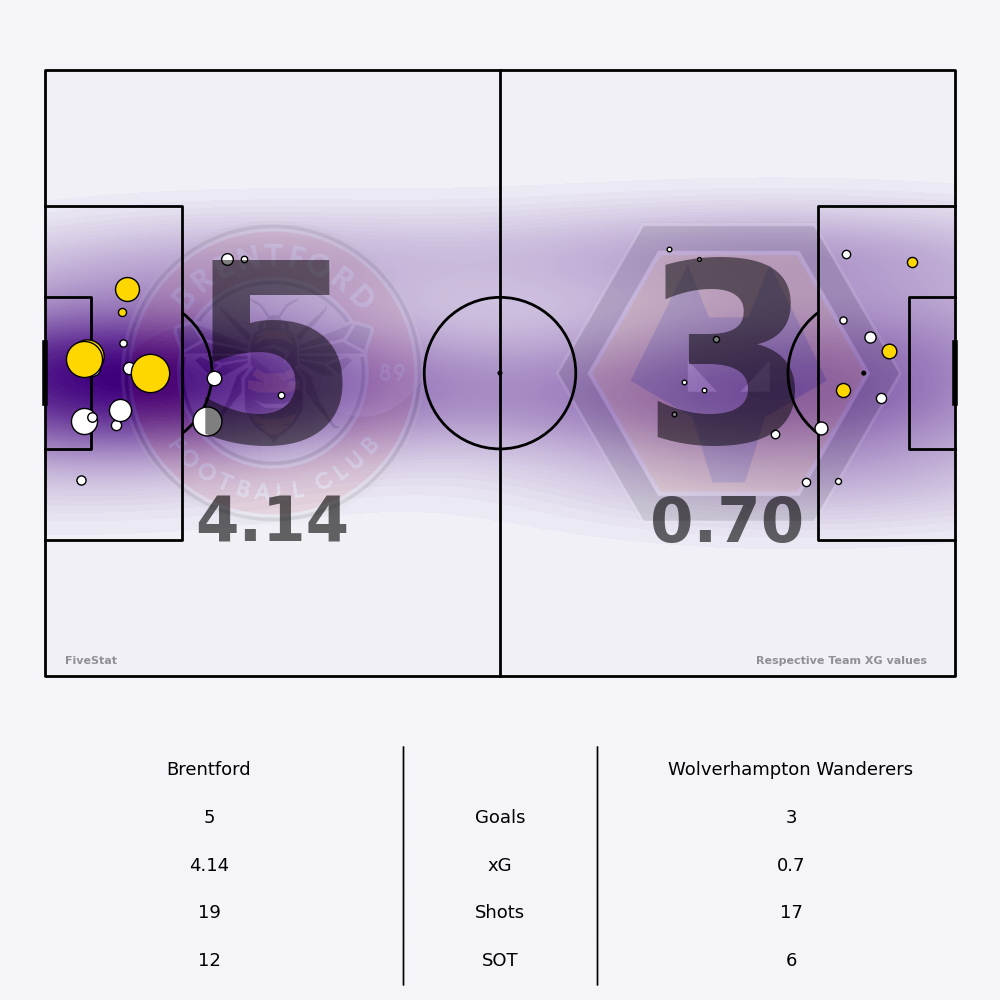 BRENTFORD
89
FOOTBALL CLUB
5
3
4.14
0.70
FiveStat
Respective Team XG values
Brentford
Wolverhampton Wanderers
5
Goals
3
4.14
xG
0.7
19
Shots
17
12
SOT
6